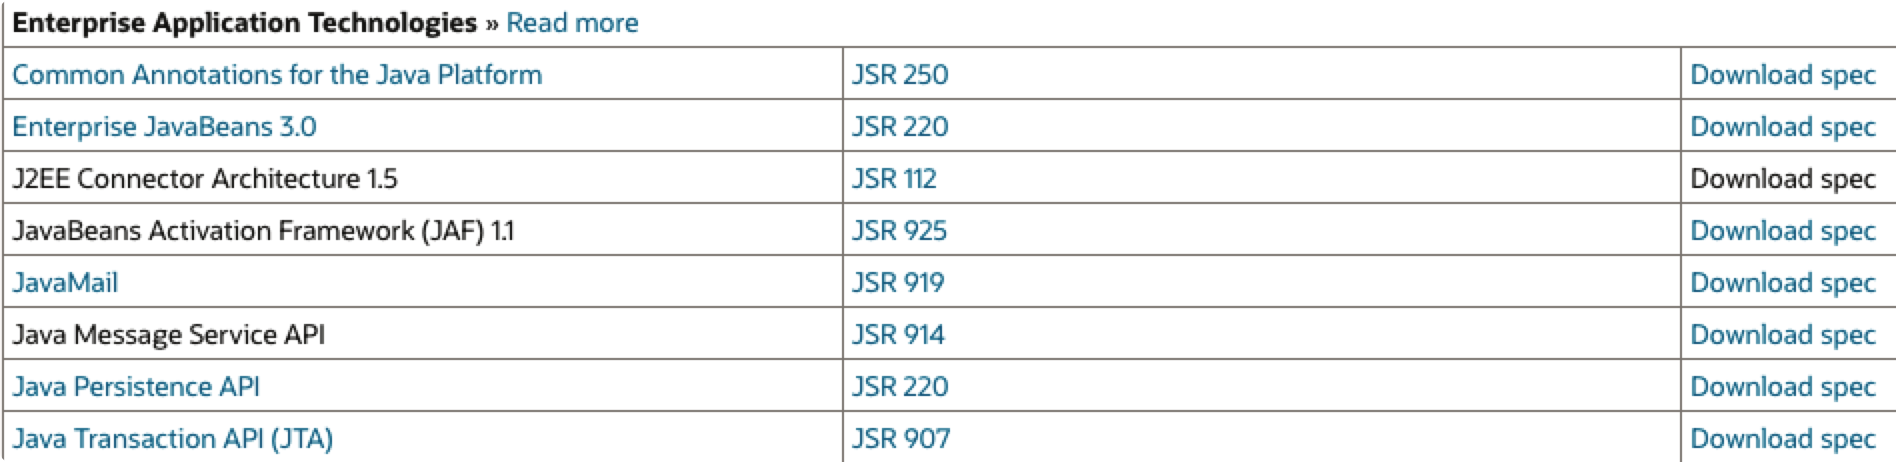 Enterprise Application Technologies » Read more
Common Annotations for the Java Platform JSR 250 Download spec
Enterprise JavaBeans 3.0 JSR 220 Download spec
J2EE Connector Architecture 1.5 JSR 112 Download spec
JavaBeans Activation Framework (JAF) 1.1 JSR 925 Download spec
JavaMail JSR 919 Download spec
Java Message Service API JSR 914 Download spec
Java Persistence API JSR 220 Download spec
Java Transaction API (JTA) JSR 907 Download spec